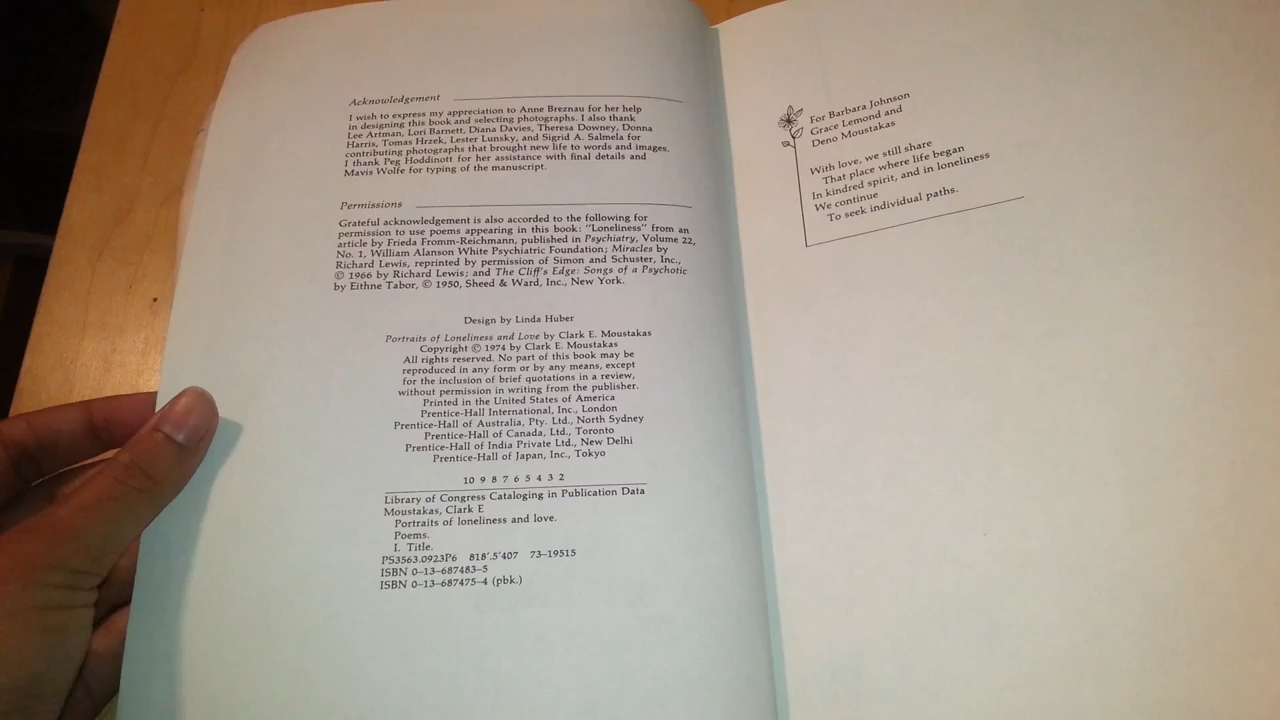 Acknowledgement
I wish to express my appreciation to Anne Breznau for her help
in designing this book and selecting photographs. I also thank
Lee Artman, Lori Barnett, Diana Davies, Theresa Downey, Donna
Harris, Tomas Hrzek, Lester Lunsky, and Sigrid A. Salmela for
contributing photographs that brought new life to words and images.
I thank Peg Hoddinott for her assistance with final details and
Mavis Wolfe for typing of the manuscript.
Permissions
Grateful acknowledgement is also accorded to the following for
permission to use poems appearing in this book: "Loneliness" from an
article by Frieda Fromm-Reichmann, published in Psychiatry, Volume 22,
No. 1, William Alanson White Psychiatric Foundation; Miracles by
Richard Lewis, reprinted by permission of Simon and Schuster, Inc.,
© 1966 by Richard Lewis; and The Cliff's Edge: Songs of a Psychotic
by Eithne Tabor, © 1950, Sheed & Ward, Inc., New York.
Design by Linda Huber
Portraits of Loneliness and Love by Clark E. Moustakas
Copyright © 1974 by Clark E. Moustakas
All rights reserved. No part of this book may be
reproduced in any form or by any means, except
for the inclusion of brief quotations in a review,
without permission in writing from the publisher.
Printed in the United States of America
Prentice-Hall International, Inc., London
Prentice-Hall of Australia, Pty. Ltd., North Sydney
Prentice-Hall of Canada, Ltd., Toronto
Prentice-Hall of India Private Ltd., New Delhi
Prentice-Hall of Japan, Inc., Tokyo
10 9 8 7 6 5 4 3 2
Library of Congress Cataloging in Publication Data
Moustakas, Clark E
Portraits of loneliness and love.
Poems.
I. Title.
PS3563.0923P6 818'.5'407 73–19515
ISBN 0–13–687483–5
ISBN 0–13–687475–4 (pbk.)
For Barbara Johnson
Grace Lemond and
Deno Moustakas
With love, we still share
That place where life began
In kindred spirit, and in loneliness
We continue
To seek individual paths.